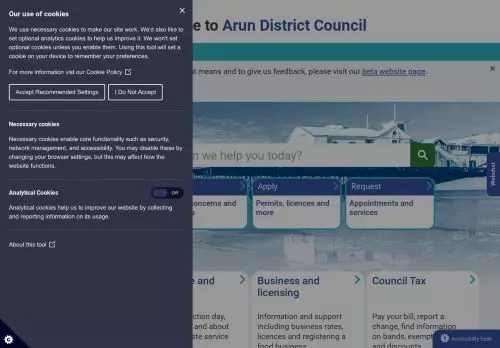 Our use of cookies
We use necessary cookies to make our site work. We'd also like to
set optional analytics cookies to help us improve it. We won't set
optional cookies unless you enable them. Using this tool will set a
cookie on your device to remember your preferences.
For more information visit our Cookie Policy
Accept Recommended Settings
I Do Not Accept
Necessary cookies
Necessary cookies enable core functionality such as security,
network management, and accessibility. You may disable these by
changing your browser settings, but this may affect how the
website functions.
Analytical Cookies
Off
Analytical cookies help us to improve our website by collecting
and reporting information on its usage.
About this tool
e to Arun District Council
t means and to give us feedback, please visit our beta website page.
n we help you today?
Webchat
Apply
Request
oncerns and
Permits, licences and
more
Appointments and
services
e and
Business and
licensing
Council Tax
ction day,
and about
ste service
Information and support
including business rates,
licences and registering a
food business
Pay your bill, report a
change, find information
on bands, exempt
and discounts
Accessibility tools